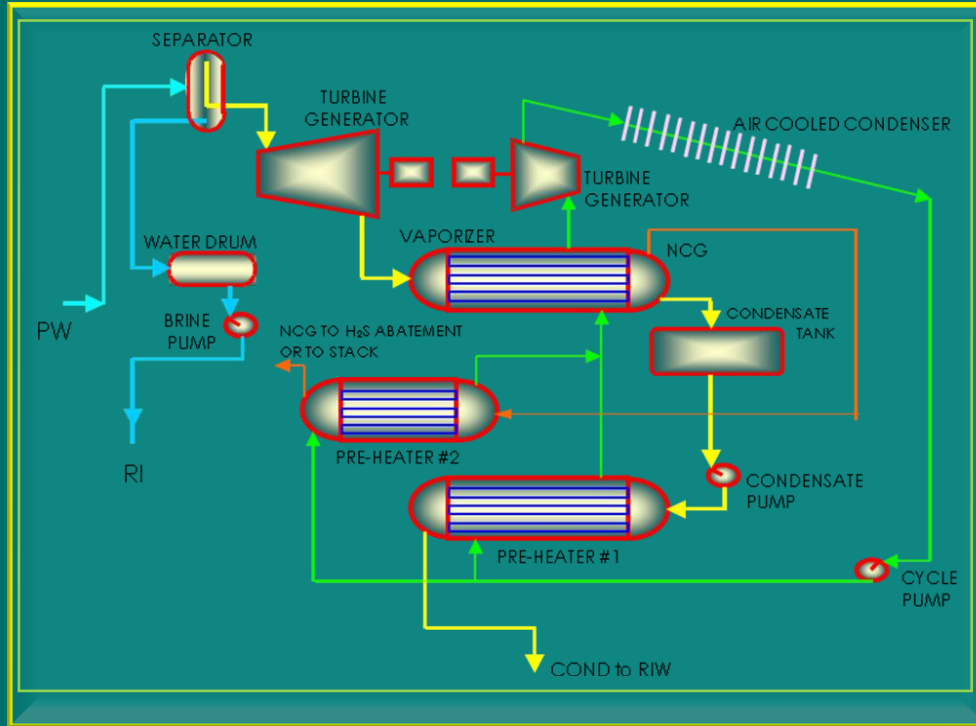 SEPARATOR
TURBINE
GENERATOR
AIR COOLED CONDENSER
TURBINE
GENERATOR
WATER DRUM
VAPORIZER
NCG
PW
BRINE
PUMP
NCG TO H₂S ABATEMENT
OR TO STACK
CONDENSATE
TANK
RI
PRE-HEATER #2
CONDENSATE
PUMP
PRE-HEATER #1
CYCLE
PUMP
COND to RIW